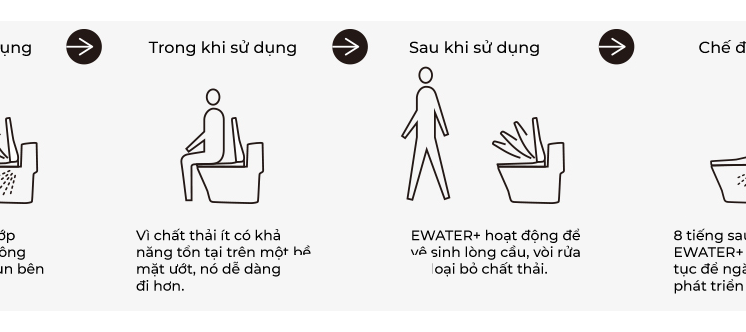 ụng
Trong khi sử dụng
Sau khi sử dụng
Chế đ
ớp
ông
un bên
Vì chất thải ít có khả
năng tồn tại trên một bề
mặt ướt, nó dễ dàng
đi hơn.
EWATER+ hoạt động để
vệ sinh lòng cầu, vòi rửa
loại bỏ chất thải.
8 tiếng sau
EWATER+
tục để ngă
phát triển